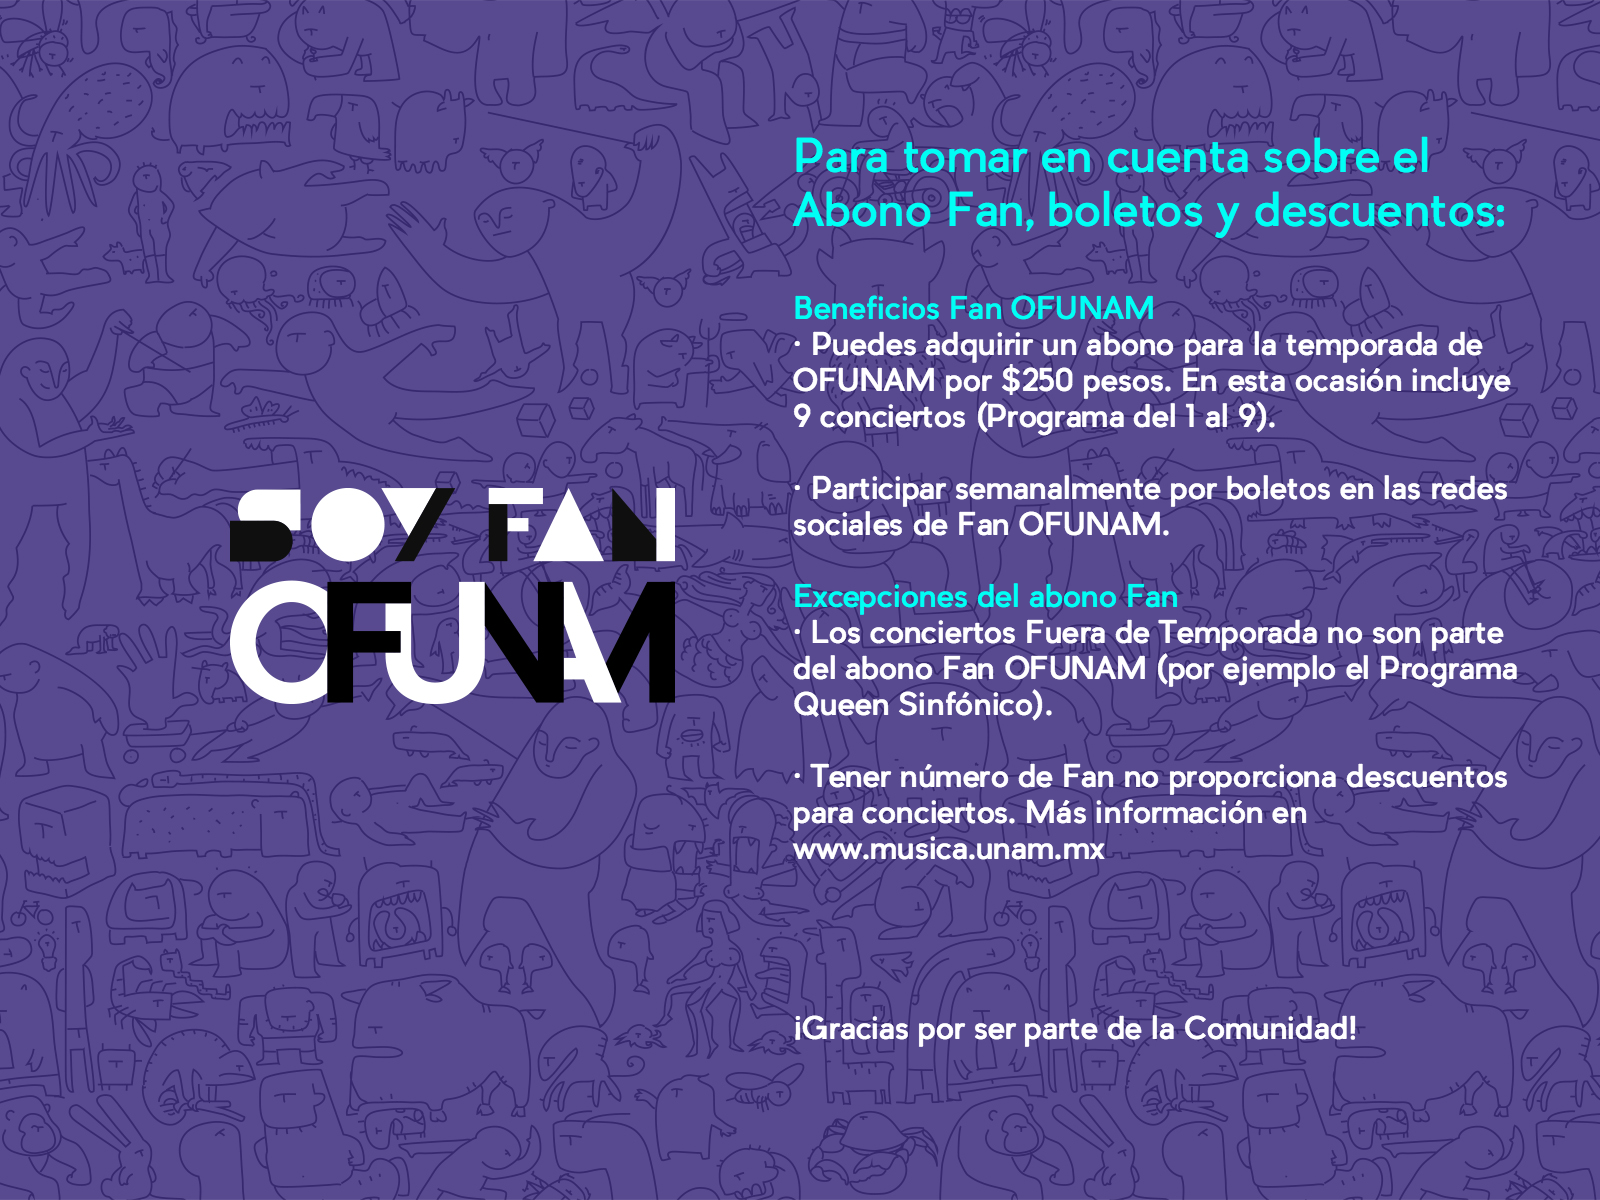 SOY FAN
OFUNAM
Para tomar en cuenta sobre el
Abono Fan, boletos y descuentos:
Beneficios Fan OFUNAM
· Puedes adquirir un abono para la temporada de
OFUNAM por $250 pesos. En esta ocasión incluye
9 conciertos (Programa del 1 al 9).
· Participar semanalmente por boletos en las redes
sociales de Fan OFUNAM.
Excepciones del abono Fan
· Los conciertos Fuera de Temporada no son parte
del abono Fan OFUNAM (por ejemplo el Programa
Queen Sinfónico).
· Tener número de Fan no proporciona descuentos
para conciertos. Más información en
www.musica.unam.mx
¡Gracias por ser parte de la Comunidad!